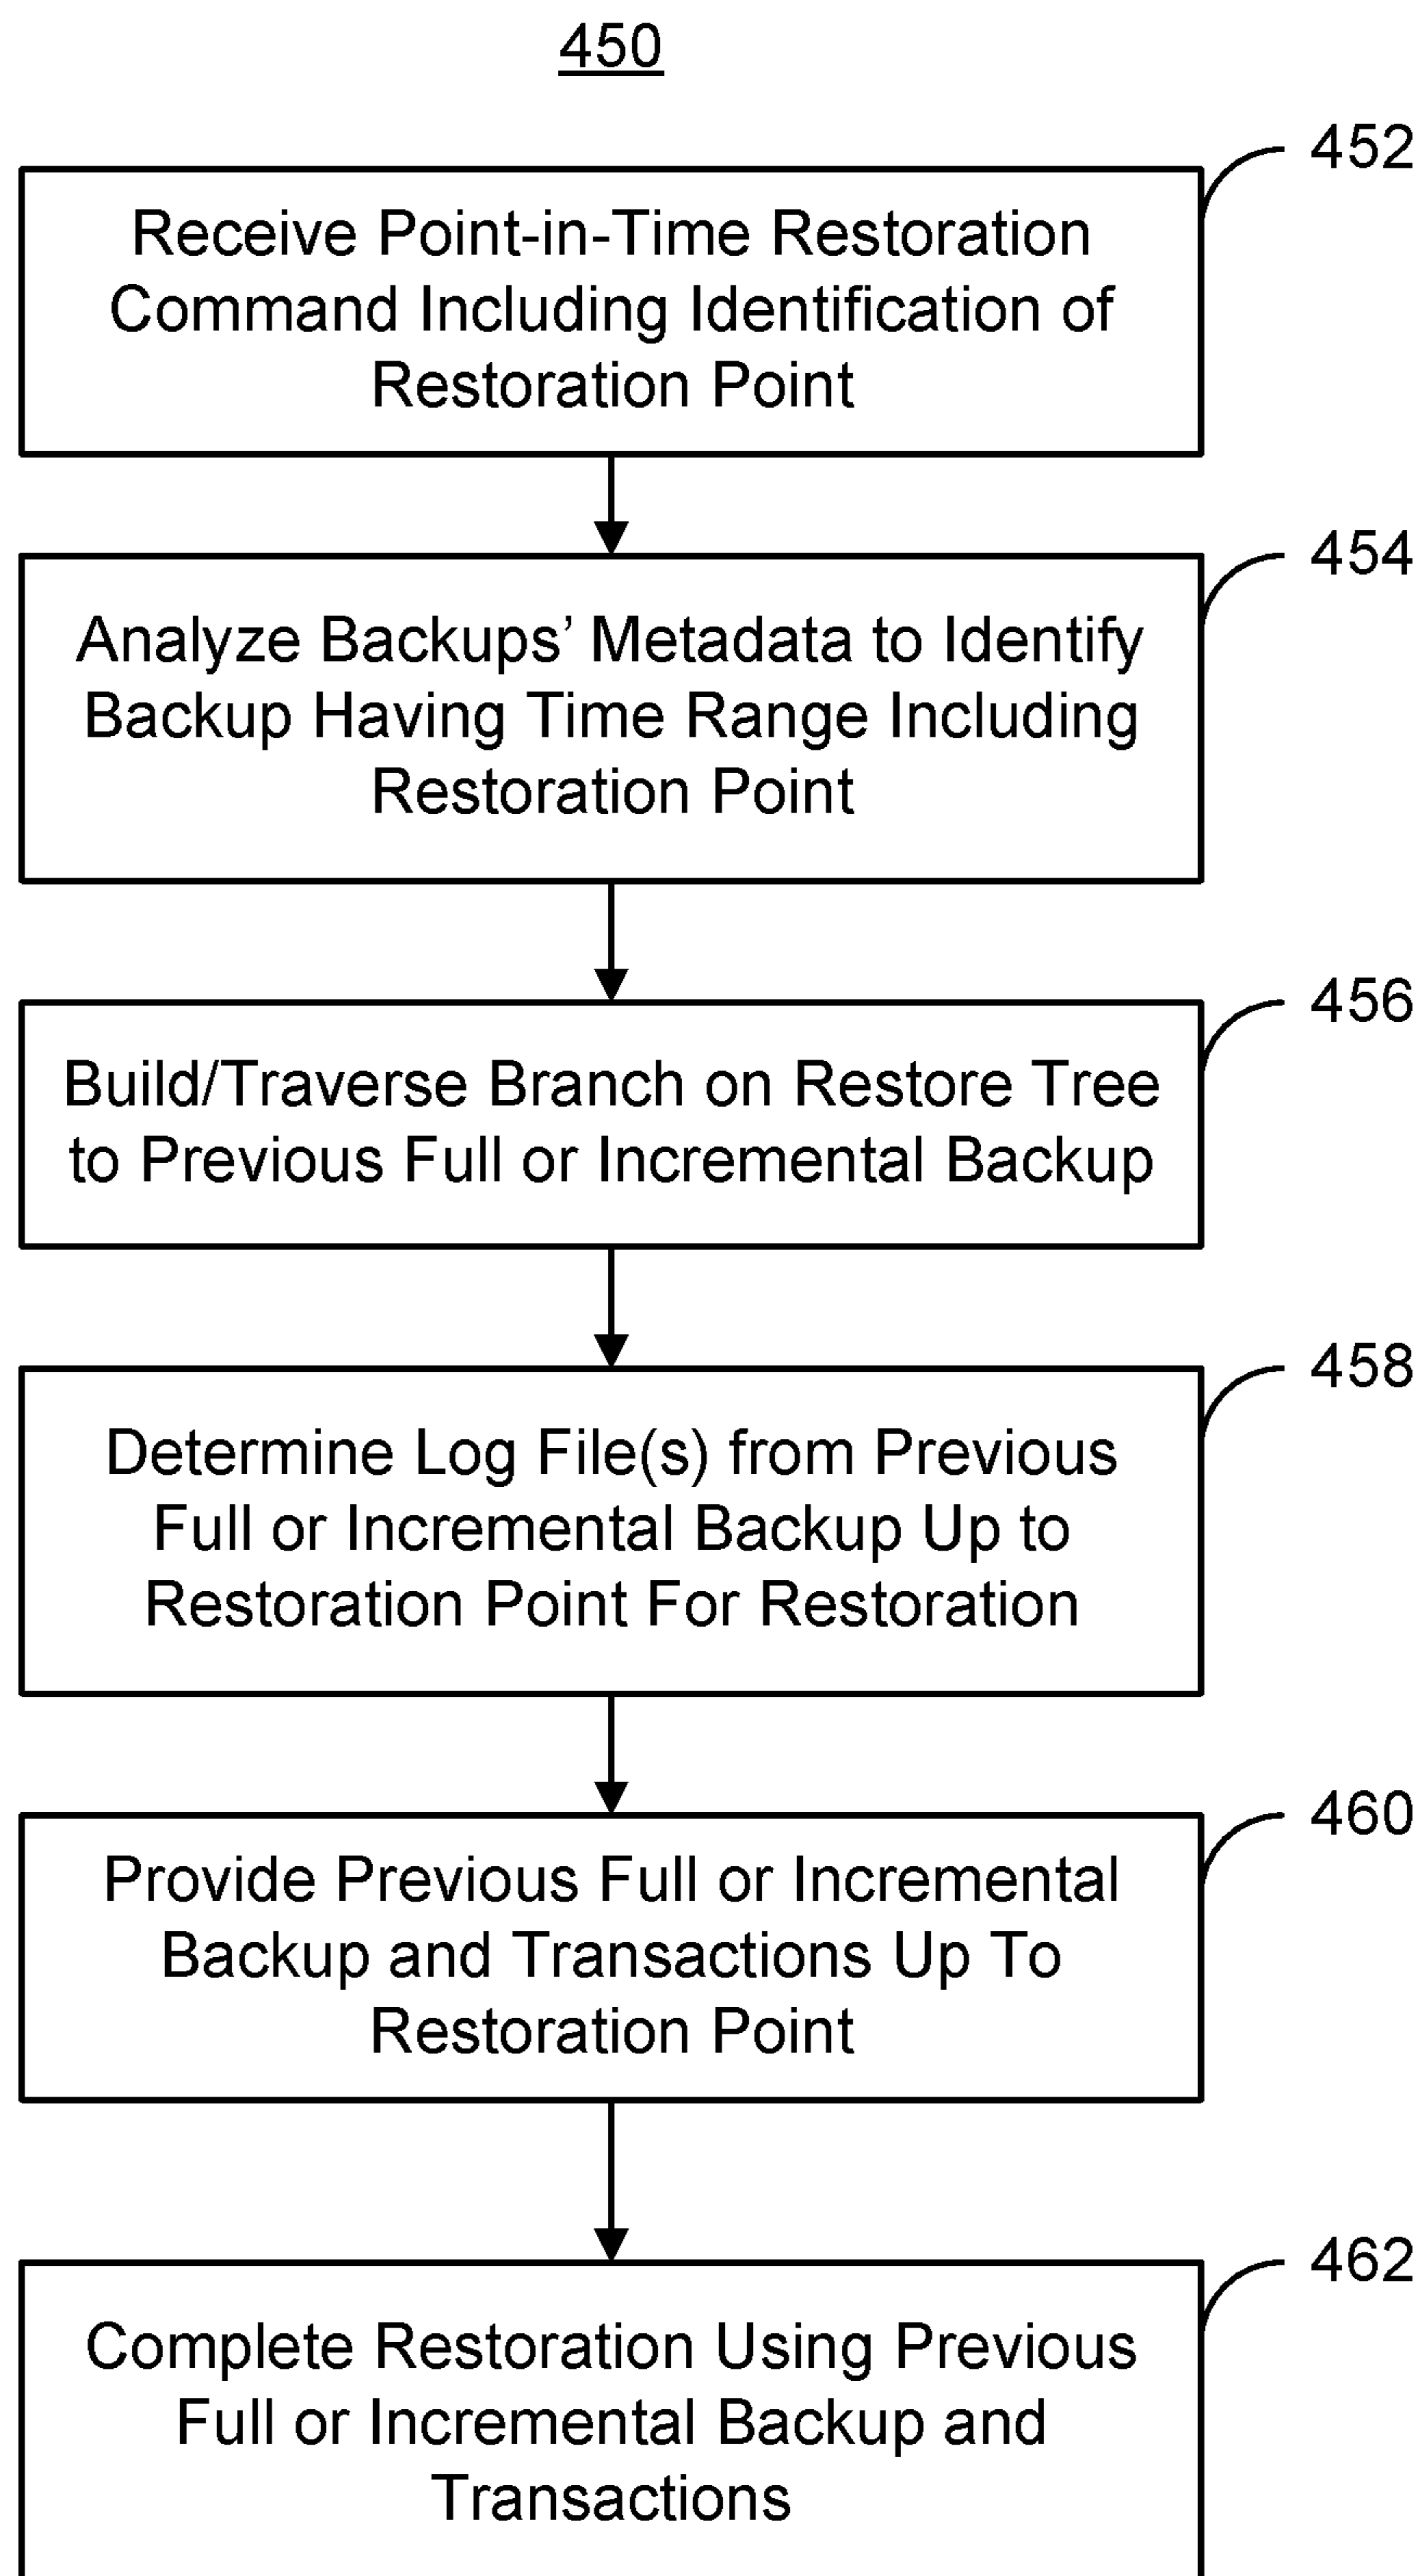 450
452
Receive Point-in-Time Restoration
Command Including Identification of
Restoration Point
454
Analyze Backups’ Metadata to Identify
Backup Having Time Range Including
Restoration Point
456
Build/Traverse Branch on Restore Tree
to Previous Full or Incremental Backup
458
Determine Log File(s) from Previous
Full or Incremental Backup Up to
Restoration Point For Restoration
460
Provide Previous Full or Incremental
Backup and Transactions Up To
Restoration Point
462
Complete Restoration Using Previous
Full or Incremental Backup and
Transactions